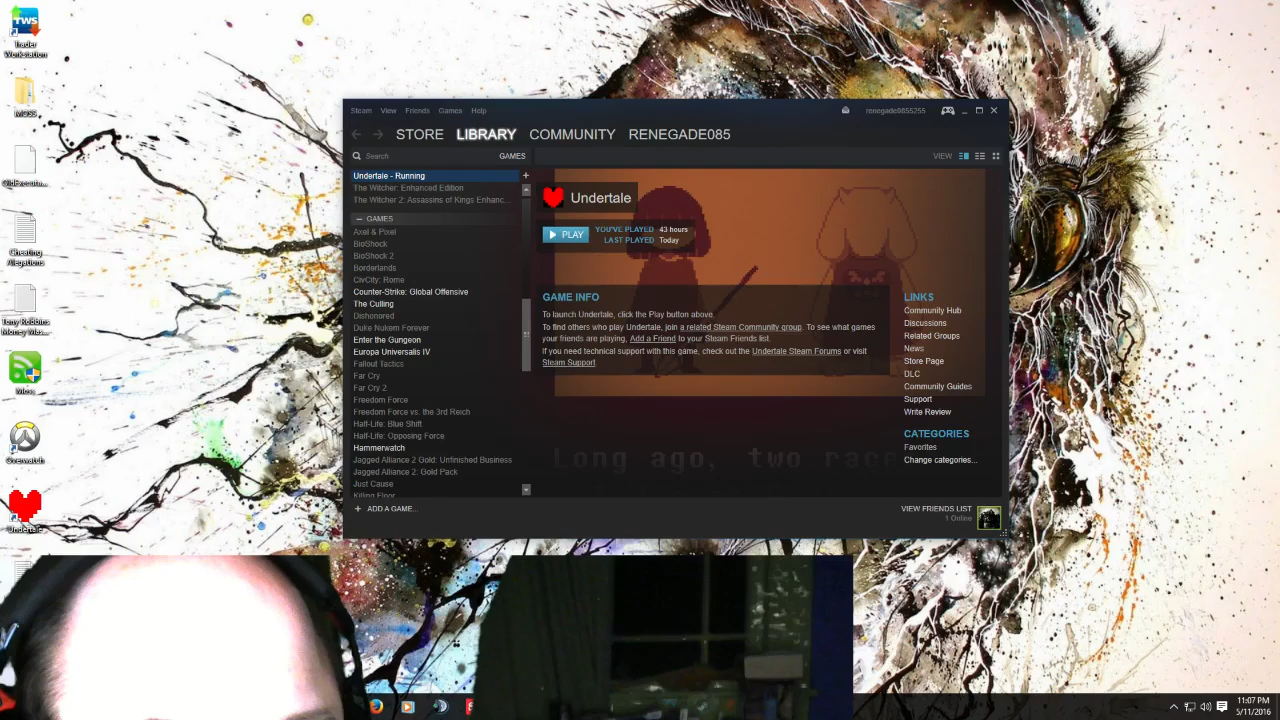 TWS
Trader
Workstation
MOSS
OldExecuta...
Cheating
Allegations
Tony Robbins
Money Mas...
Moss
Overwatch
Undertale
Steam View Friends Games Help
renegade0855255
STORE LIBRARY COMMUNITY RENEGADE085
Search GAMES
VIEW
Undertale - Running
The Witcher: Enhanced Edition
The Witcher 2: Assassins of Kings Enhanc...
GAMES
Axel & Pixel
BioShock
BioShock 2
Borderlands
CivCity: Rome
Counter-Strike: Global Offensive
The Culling
Dishonored
Duke Nukem Forever
Enter the Gungeon
Europa Universalis IV
Fallout Tactics
Far Cry
Far Cry 2
Freedom Force
Freedom Force vs. the 3rd Reich
Half-Life: Blue Shift
Half-Life: Opposing Force
Hammerwatch
Jagged Alliance 2 Gold: Unfinished Business
Jagged Alliance 2: Gold Pack
Just Cause
Killing Floor
ADD A GAME...
Undertale
PLAY
YOU'VE PLAYED 43 hours
LAST PLAYED Today
GAME INFO
To launch Undertale, click the Play button above.
To find others who play Undertale, join a related Steam Community group. To see what games
your friends are playing, Add a Friend to your Steam Friends list.
If you need technical support with this game, check out the Undertale Steam Forums or visit
Steam Support.
Long ago, two race
LINKS
Community Hub
Discussions
Related Groups
News
Store Page
DLC
Community Guides
Support
Write Review
CATEGORIES
Favorites
Change categories...
VIEW FRIENDS LIST
1 Online
11:07 PM
5/11/2016